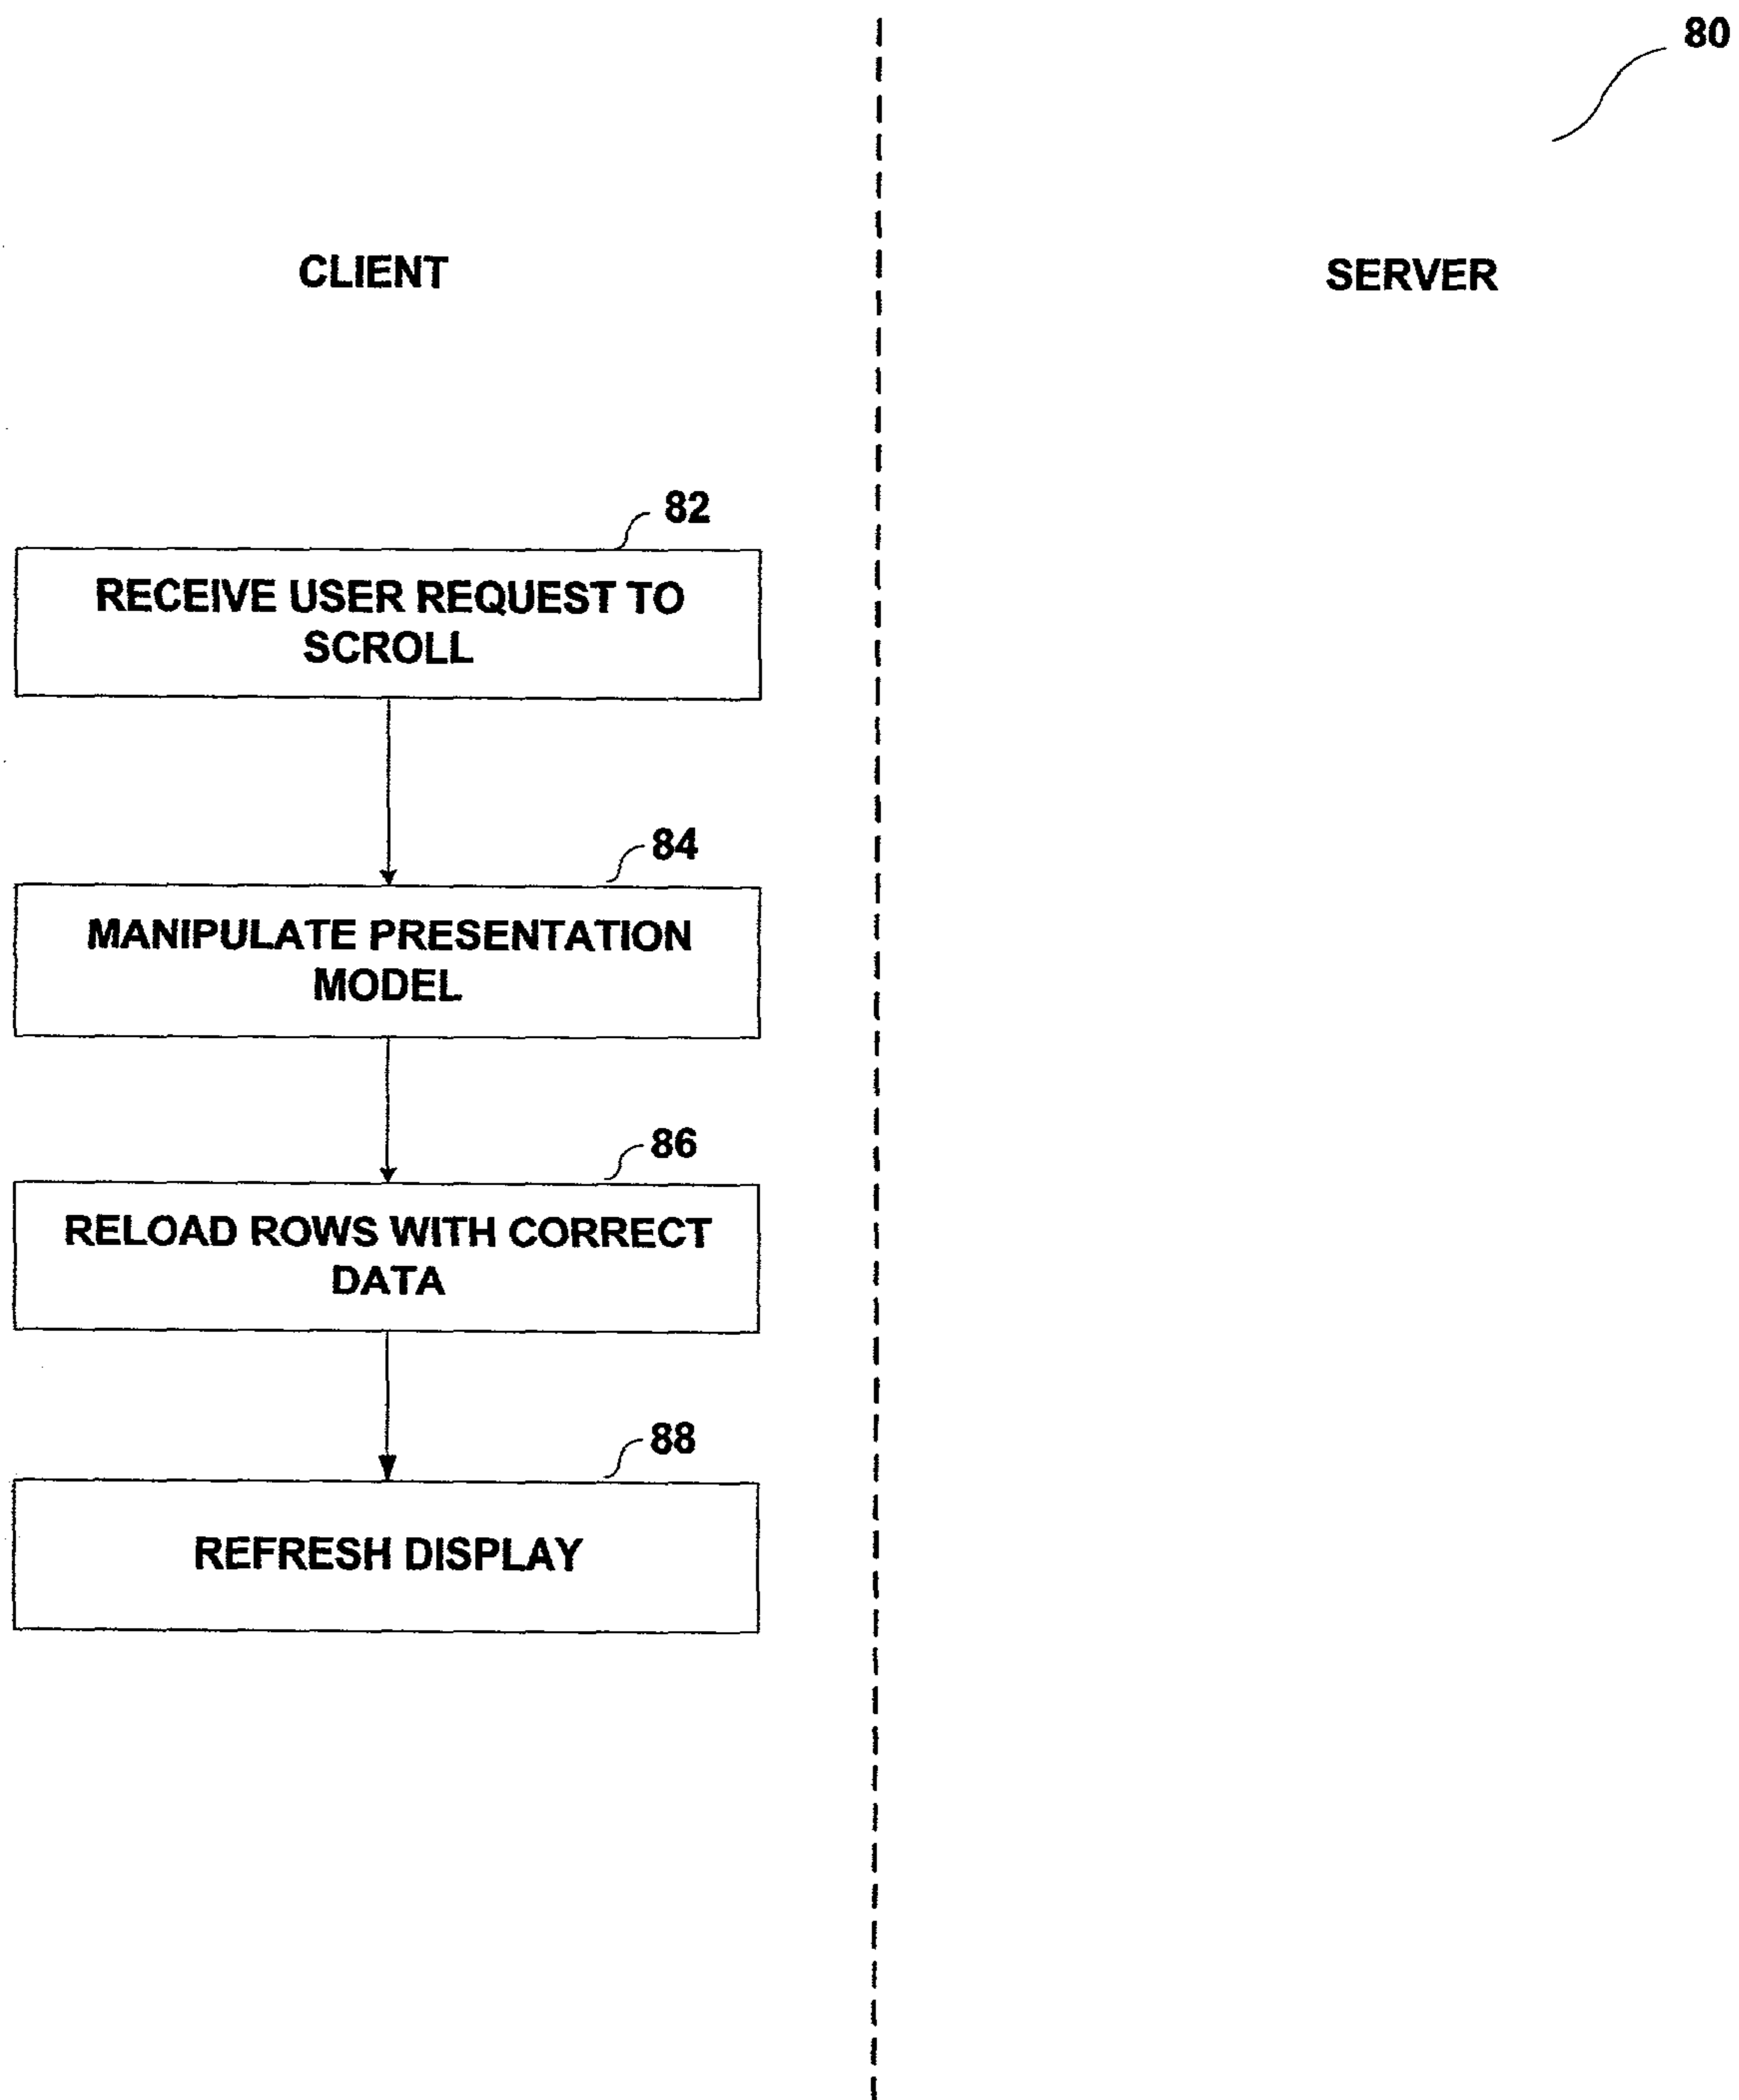 80
CLIENT
SERVER
82
RECEIVE USER REQUEST TO
SCROLL
84
MANIPULATE PRESENTATION
MODEL
86
RELOAD ROWS WITH CORRECT
DATA
88
REFRESH DISPLAY